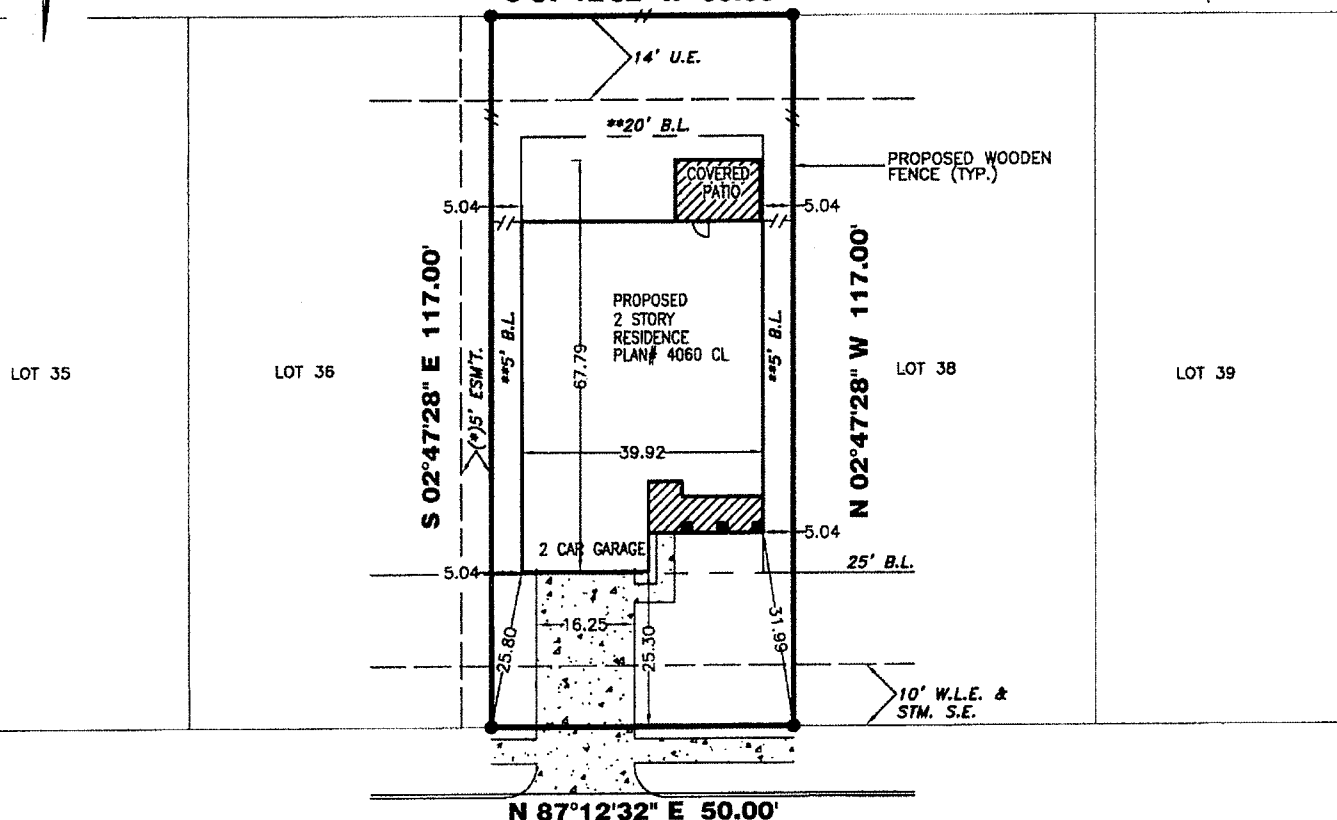 14' U.E.
**20' B.L.
PROPOSED WOODEN
FENCE (TYP.)
COVERED
PATIO
5.04
5.04
S 02°47'28" E 117.00'
(*)5' ESM'T.
**5' B.L.
67.79
PROPOSED
2 STORY
RESIDENCE
PLAN# 4060 CL
**5' B.L.
N 02°47'28" W 117.00'
LOT 35
LOT 36
LOT 38
LOT 39
39.92
5.04
2 CAR GARAGE
5.04
25' B.L.
25.80
16.25
25.30
31.99
10' W.L.E. &
STM. S.E.
N 87°12'32" E 50.00'